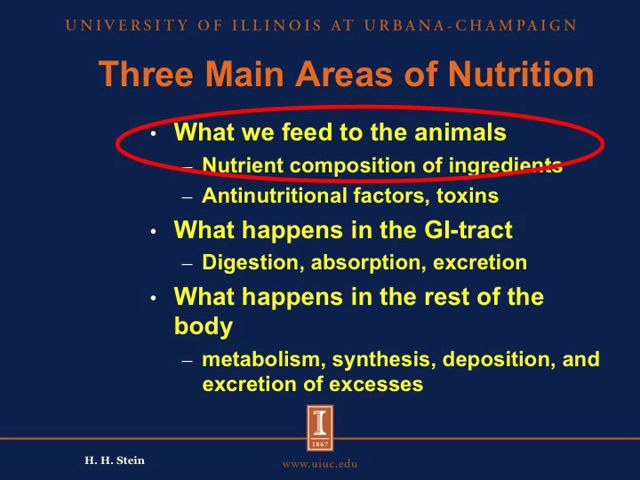 UNIVERSITY OF ILLINOIS AT URBANA-CHAMPAIGN
Three Main Areas of Nutrition
• What we feed to the animals
– Nutrient composition of ingredients
– Antinutritional factors, toxins
• What happens in the GI-tract
– Digestion, absorption, excretion
• What happens in the rest of the
body
– metabolism, synthesis, deposition, and
excretion of excesses
I
1867
H. H. Stein
www.uiuc.edu